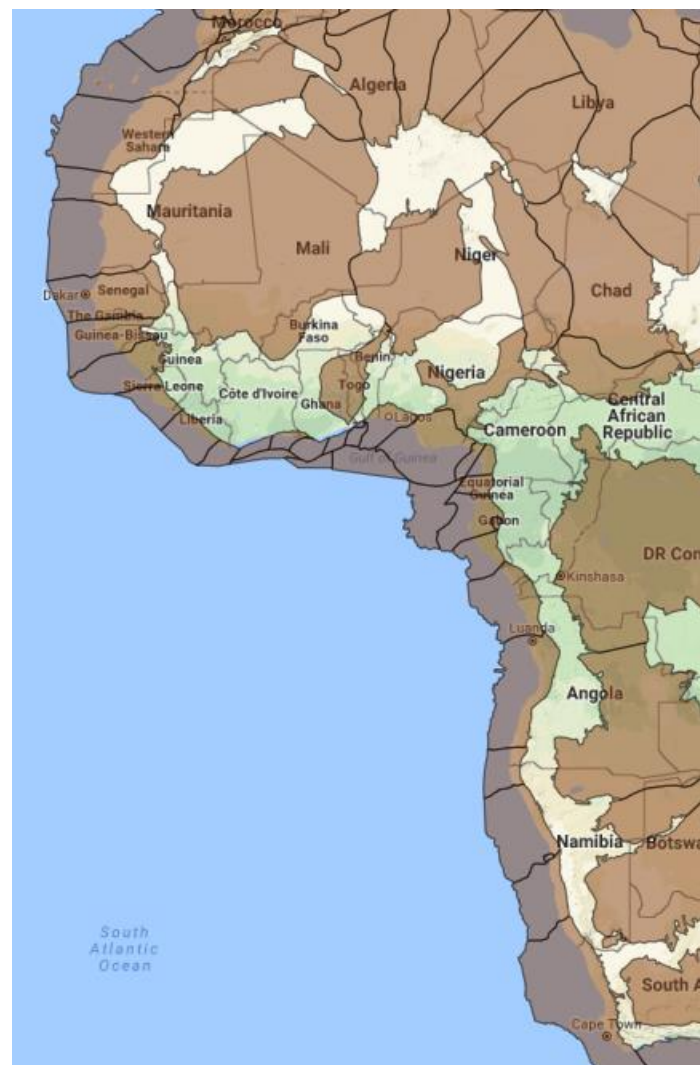 Morocco
Algeria
Libya
Western
Sahara
Mauritania
Mali
Niger
Chad
Dakar
Senegal
The Gambia
Guinea-Bissau
Burkina
Faso
Guinea
Benin
Sierra Leone
Côte d'Ivoire
Togo
Ghana
Nigeria
Liberia
Lagos
Cameroon
Central
African
Republic
Gulf of Guinea
Equatorial
Guinea
Gabon
DR Con
Kinshasa
Luanda
Angola
Namibia
Botswa
South
Atlantic
Ocean
South A
Cape Town